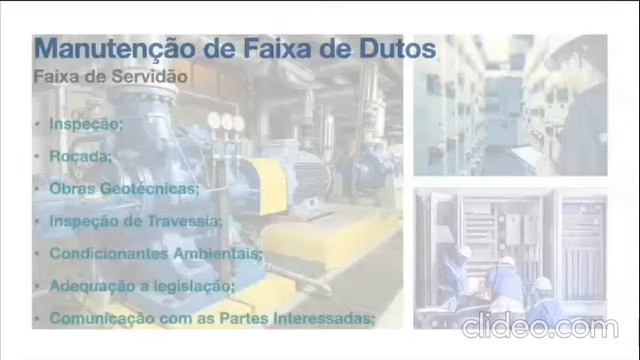 Manutenção de Faixa de Dutos
Faixa de Servidão
• Inspeção;
• Roçada;
• Obras Geotécnicas;
• Inspeção de Travessia;
• Condicionantes Ambientais;
• Adequação a legislação;
• Comunicação com as Partes Interessadas;
clideo.com